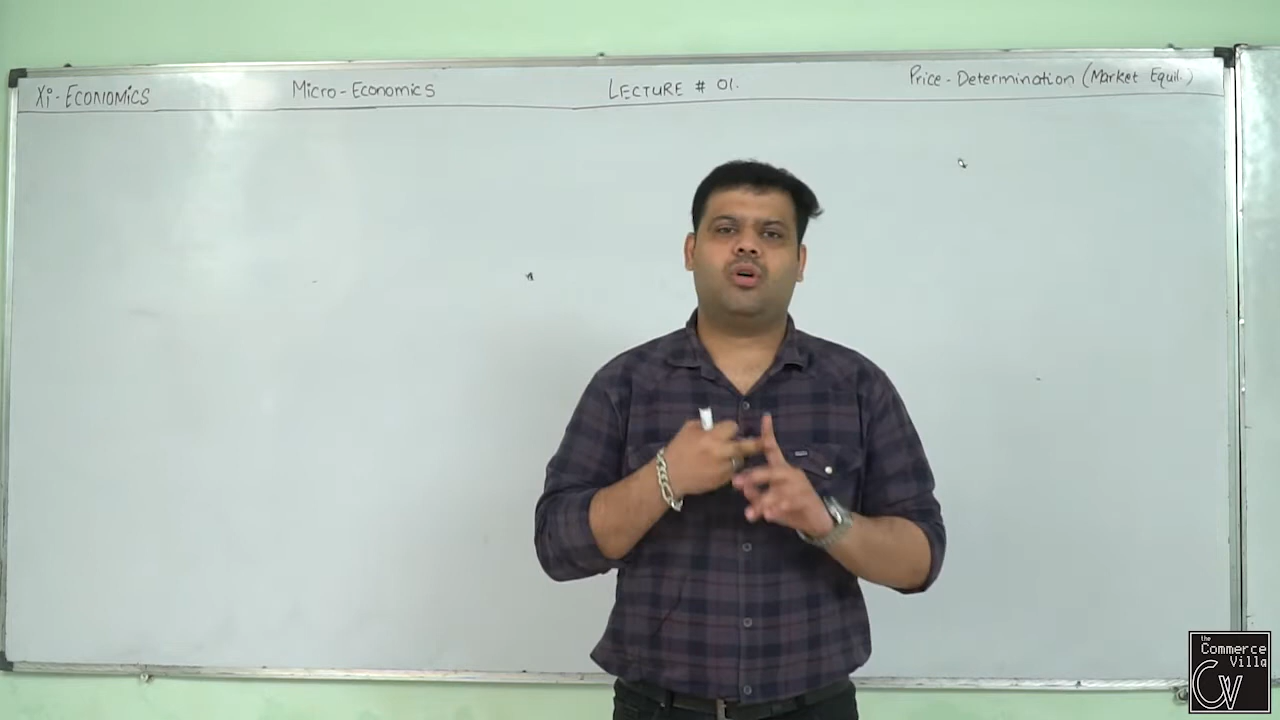 Xi - ECONOMICS
MICRO - ECONOMICS
LECTURE # 01.
PRICE - DETERMINATION (MARKET EQUIL.)
the
Commerce
Villa
CV